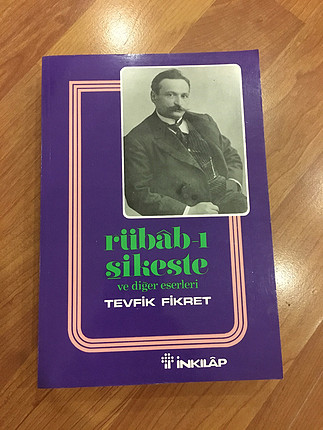 rübâb-ı
şikeste
ve diğer eserleri
TEVFİK FİKRET
İNKILÂP